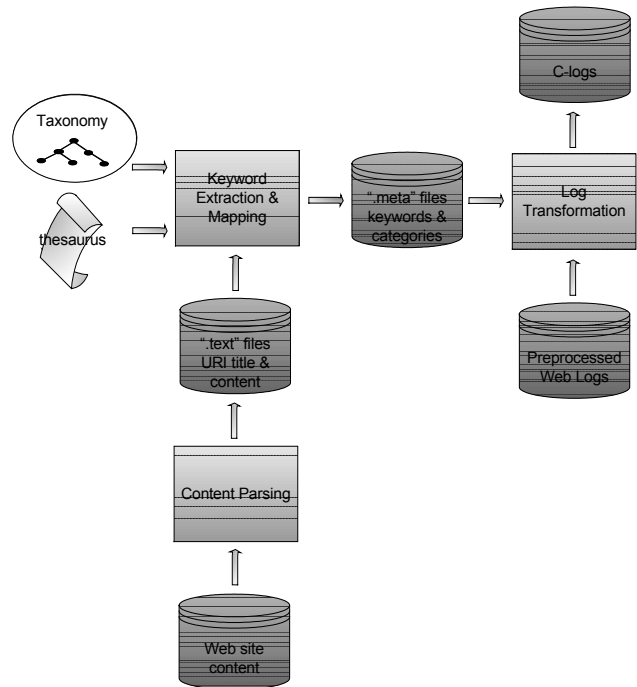 C-logs
Taxonomy
Keyword
Extraction &
Mapping
“.meta” files
keywords &
categories
Log
Transformation
thesaurus
“.text” files
URI title &
content
Preprocessed
Web Logs
Content Parsing
Web site
content